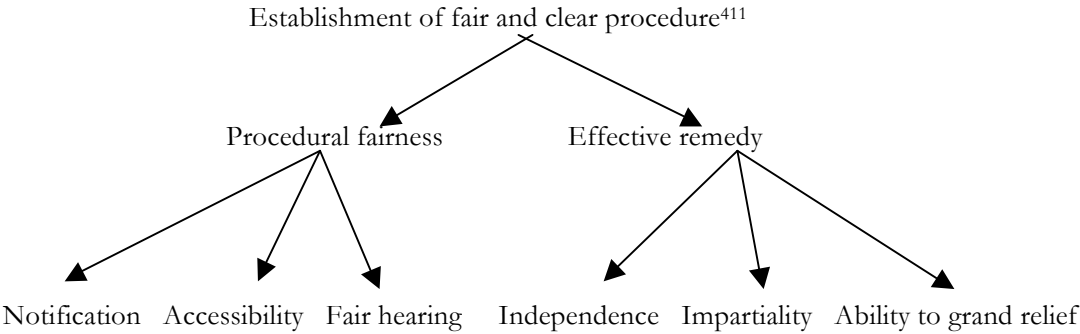 Establishment of fair and clear procedure411
Procedural fairness Effective remedy
Notification Accessibility Fair hearing Independence Impartiality Ability to grand relief